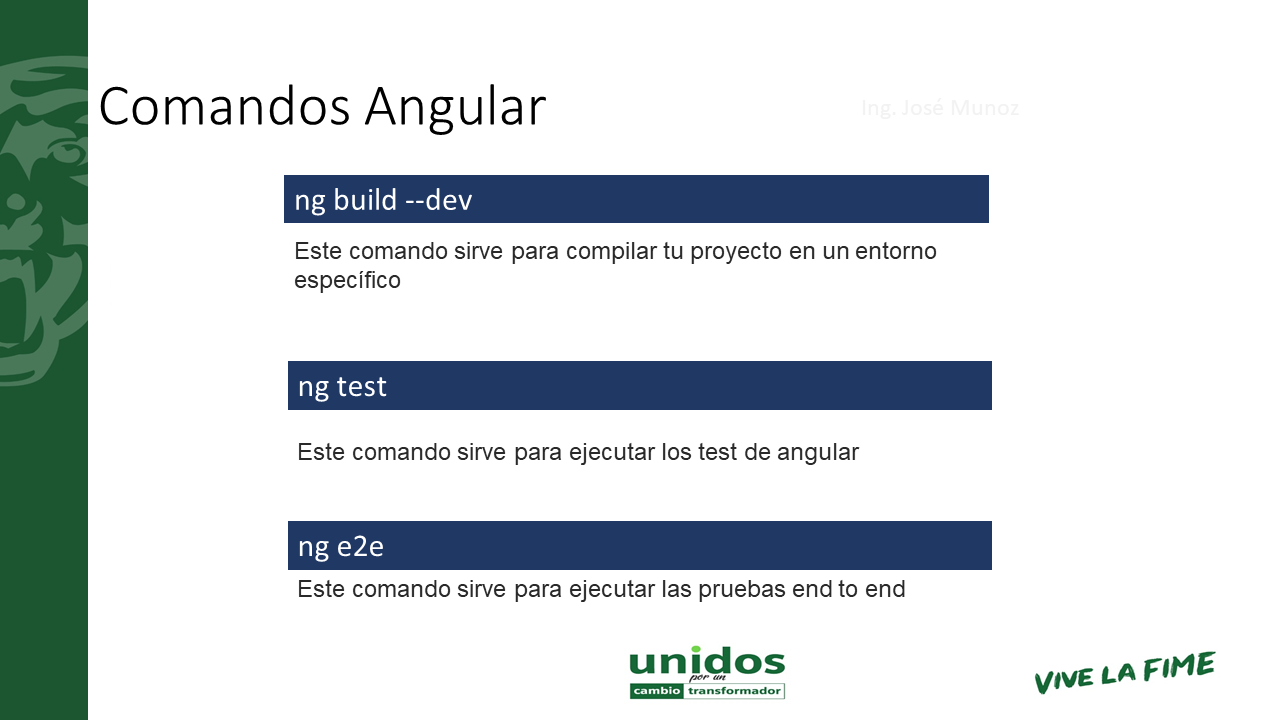 Comandos Angular
Ing. José Munoz
ng build --dev
Este comando sirve para compilar tu proyecto en un entorno
específico
ng test
Este comando sirve para ejecutar los test de angular
ng e2e
Este comando sirve para ejecutar las pruebas end to end
unidos
por un
cambio transformador
VIVE LA FIME